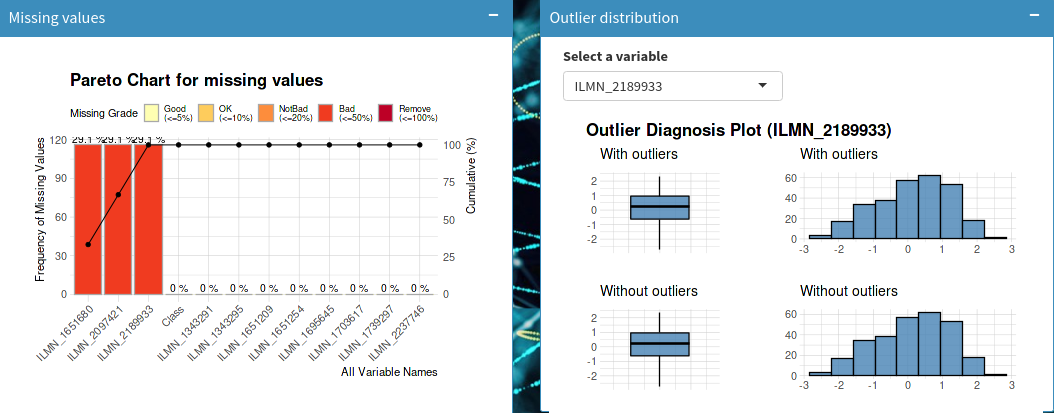 Missing values
Pareto Chart for missing values
Missing Grade
Good
(<=5%)
OK
(<=10%)
NotBad
(<=20%)
Bad
(<=50%)
Remove
(<=100%)
Frequency of Missing Values
120
90
60
30
0
29.1 %
29.1 %
29.1 %
0 %
0 %
0 %
0 %
0 %
0 %
0 %
0 %
0 %
100
75
50
25
0
Cumulative (%)
ILMN_1651680
ILMN_2097421
ILMN_2189933
Class
ILMN_1343291
ILMN_1343295
ILMN_1651209
ILMN_1651254
ILMN_1695645
ILMN_1703617
ILMN_1739297
ILMN_2237746
All Variable Names
Outlier distribution
Select a variable
ILMN_2189933
Outlier Diagnosis Plot (ILMN_2189933)
With outliers
2
1
0
-1
-2
With outliers
60
40
20
0
-3 -2 -1 0 1 2 3
Without outliers
2
1
0
-1
-2
Without outliers
60
40
20
0
-3 -2 -1 0 1 2 3